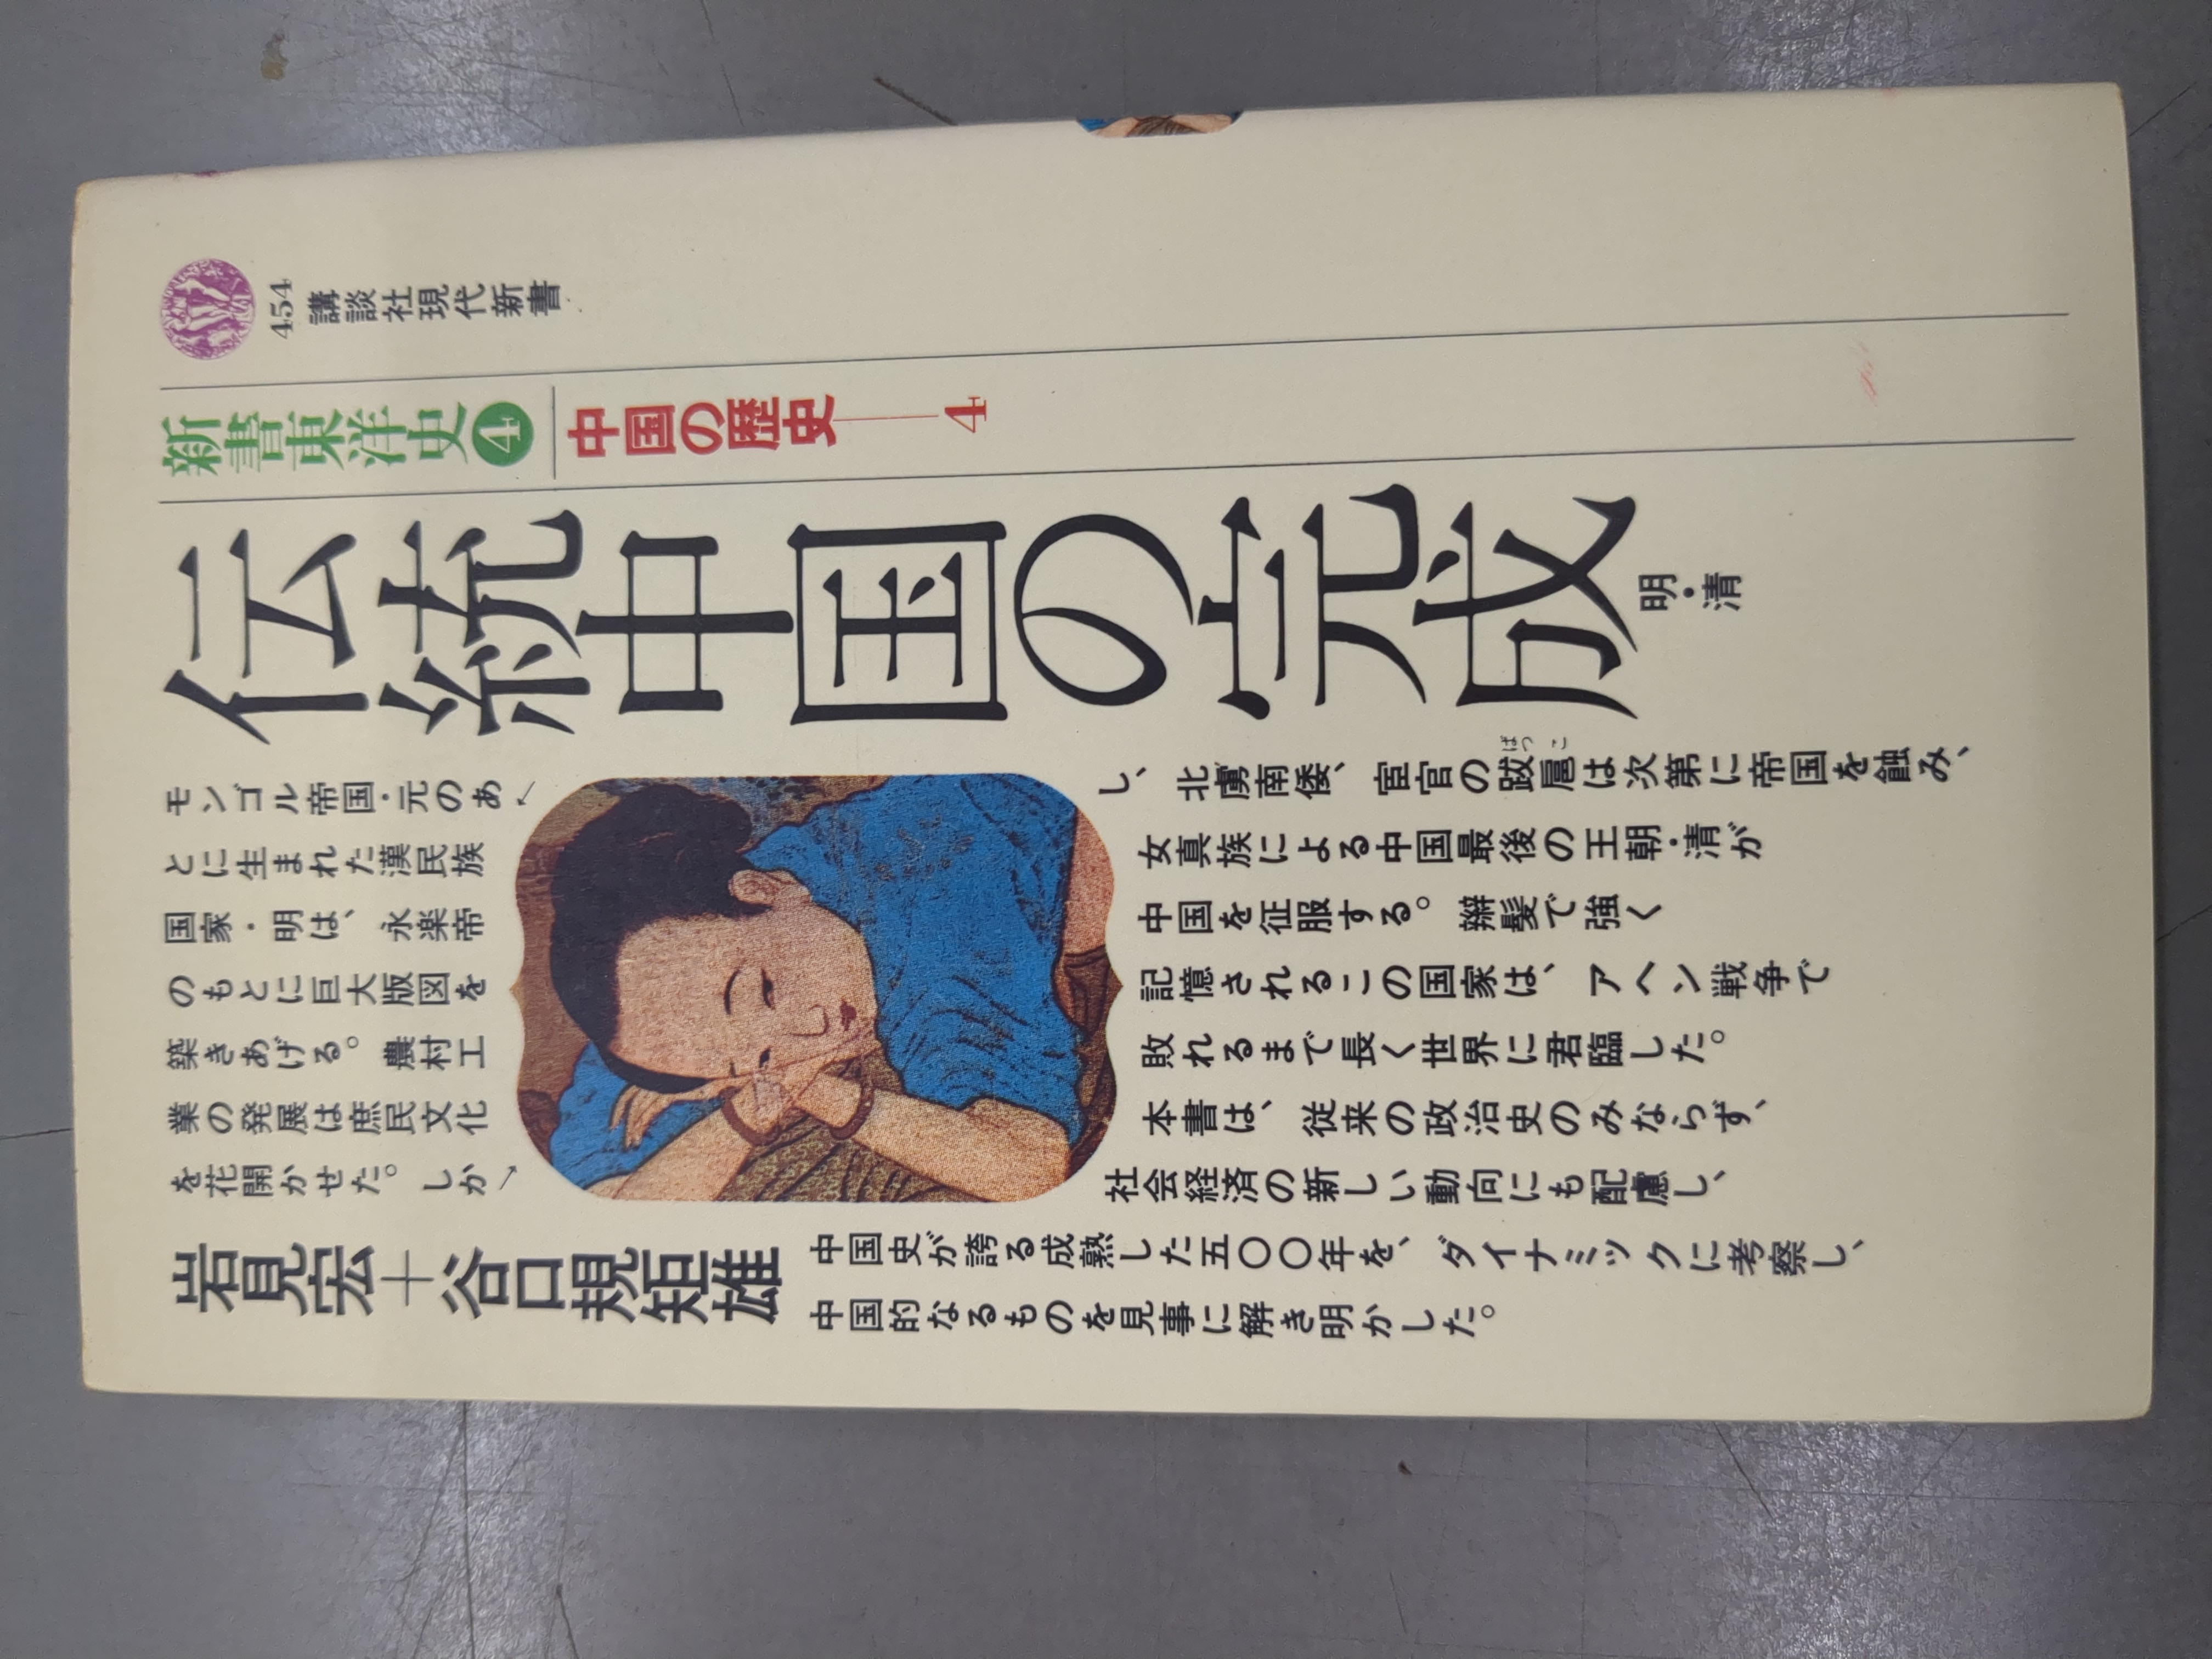 454
講談社現代新書
新書東洋史4
中国の歴史―4
伝統中国の完成
明・清
モンゴル帝国・元のあ
とに生まれた漢民族
国家・明は、永楽帝
のもとに巨大版図を
築きあげる。農村工
業の発展は庶民文化
を花開かせた。しか
し、北虜南倭、宦官の跋扈は次第に帝国を蝕み、
ばっこ
女真族による中国最後の王朝・清が
中国を征服する。辮髪で強く
記憶されるこの国家は、アヘン戦争で
敗れるまで長く世界に君臨した。
本書は、従来の政治史のみならず、
社会経済の新しい動向にも配慮し、
中国史が誇る成熟した五〇〇年を、ダイナミックに考察し、
中国的なるものを見事に解き明かした。
岩見宏+谷口規矩雄